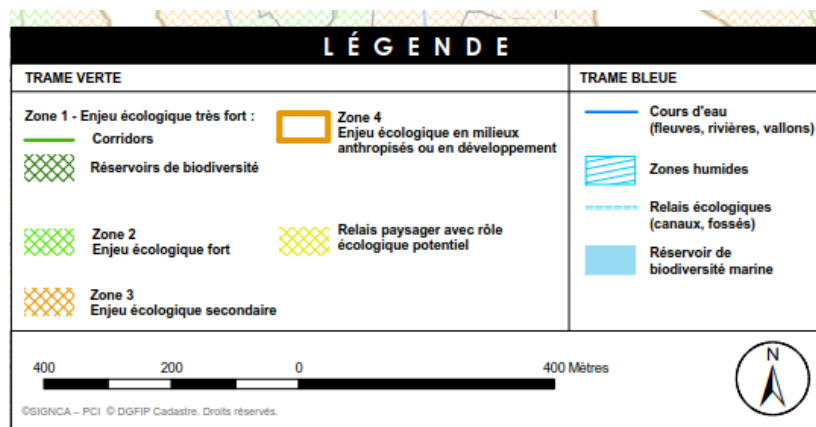 LÉGENDE
TRAME VERTE
Zone 1 - Enjeu écologique très fort :
Corridors
Réservoirs de biodiversité
Zone 2
Enjeu écologique fort
Zone 3
Enjeu écologique secondaire
Zone 4
Enjeu écologique en milieux
anthropisés ou en développement
Relais paysager avec rôle
écologique potentiel
TRAME BLEUE
Cours d'eau
(fleuves, rivières, vallons)
Zones humides
Relais écologiques
(canaux, fossés)
Réservoir de
biodiversité marine
400 200 0 400 Mètres
N
©SIGNCA – PCI © DGFIP Cadastre. Droits réservés.